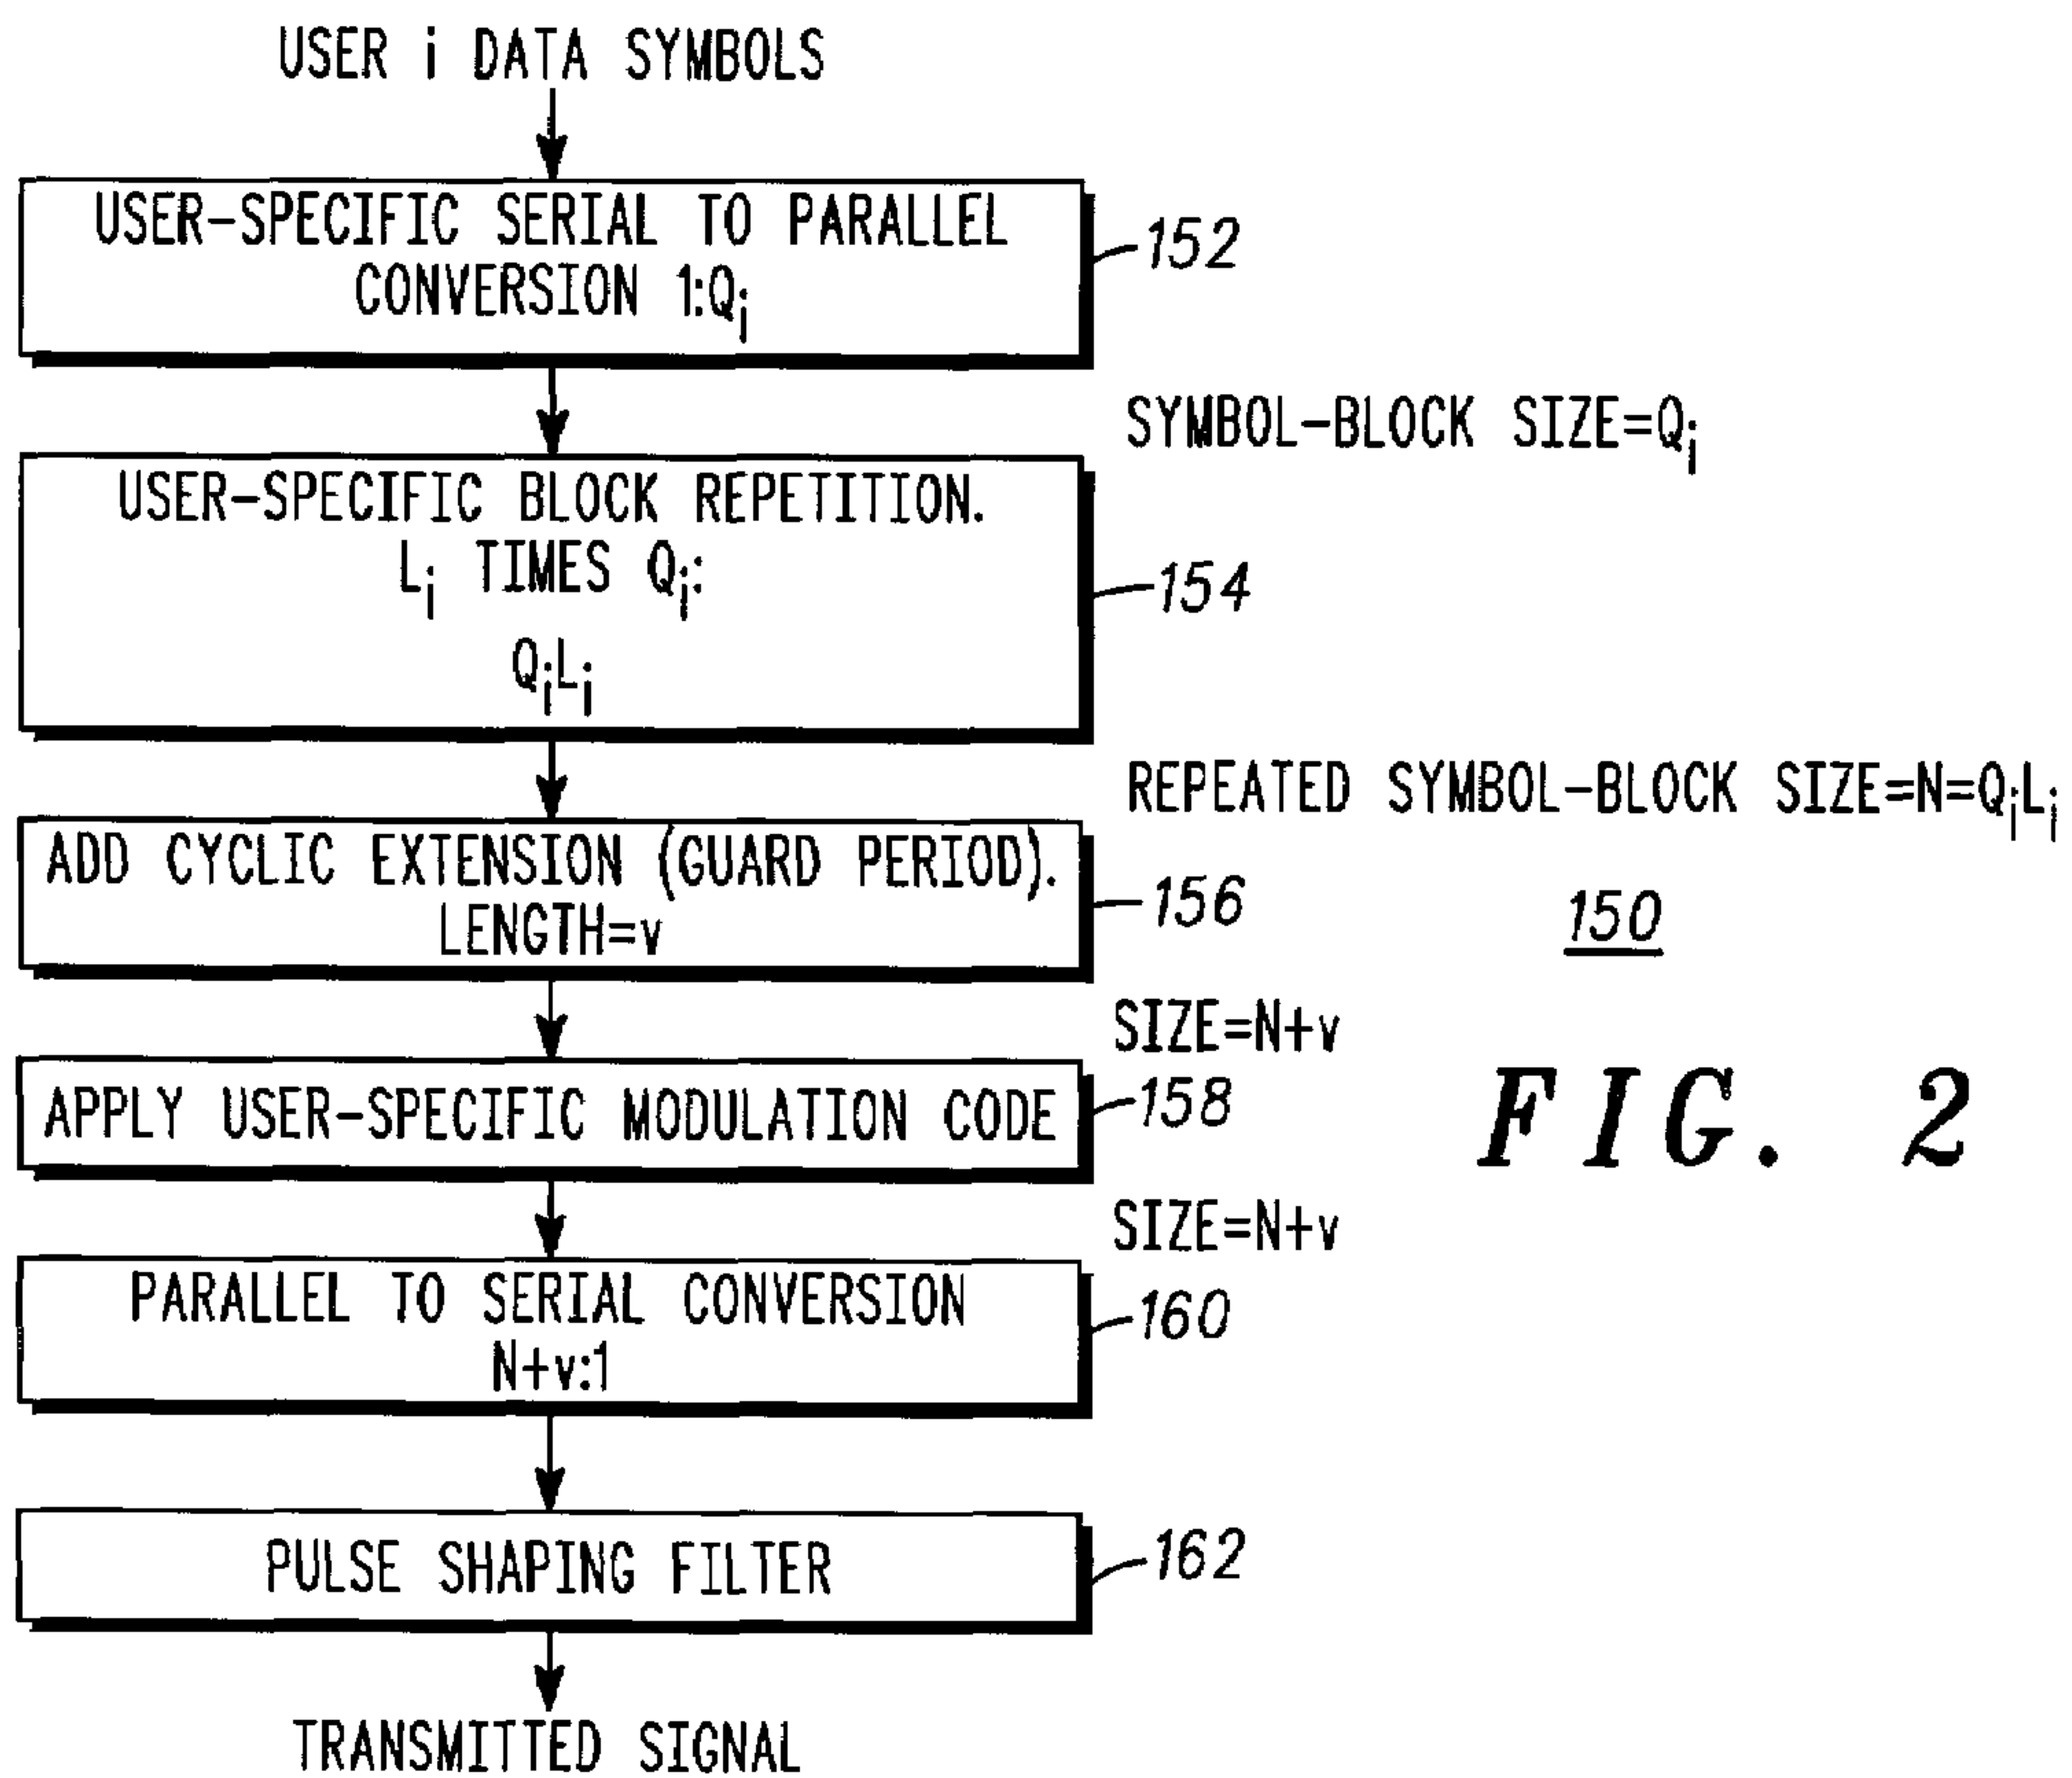 USER i DATA SYMBOLS
USER-SPECIFIC SERIAL TO PARALLEL
CONVERSION 1:Qi
152
SYMBOL-BLOCK SIZE=Qi
USER-SPECIFIC BLOCK REPETITION.
Li TIMES Qi:
QiLi
154
REPEATED SYMBOL-BLOCK SIZE=N=QiLi
ADD CYCLIC EXTENSION (GUARD PERIOD).
LENGTH=v
156
150
SIZE=N+v
APPLY USER-SPECIFIC MODULATION CODE
158
FIG. 2
SIZE=N+v
PARALLEL TO SERIAL CONVERSION
N+v:1
160
PULSE SHAPING FILTER
162
TRANSMITTED SIGNAL